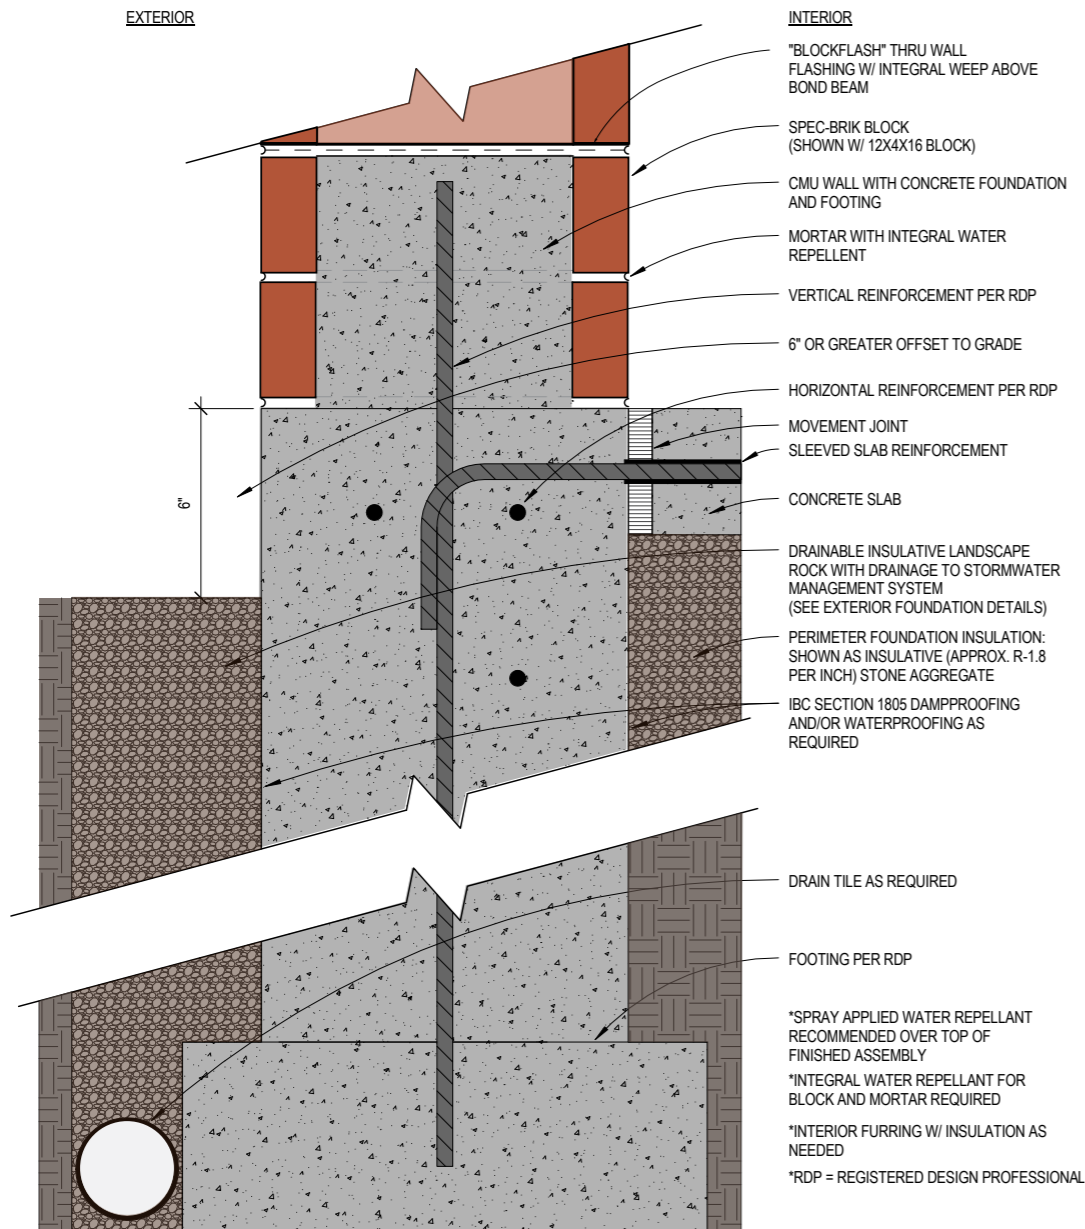 EXTERIOR
INTERIOR
"BLOCKFLASH" THRU WALL
FLASHING W/ INTEGRAL WEEP ABOVE
BOND BEAM
SPEC-BRIK BLOCK
(SHOWN W/ 12X4X16 BLOCK)
CMU WALL WITH CONCRETE FOUNDATION
AND FOOTING
MORTAR WITH INTEGRAL WATER
REPELLENT
VERTICAL REINFORCEMENT PER RDP
6" OR GREATER OFFSET TO GRADE
HORIZONTAL REINFORCEMENT PER RDP
MOVEMENT JOINT
SLEEVED SLAB REINFORCEMENT
6"
CONCRETE SLAB
DRAINABLE INSULATIVE LANDSCAPE
ROCK WITH DRAINAGE TO STORMWATER
MANAGEMENT SYSTEM
(SEE EXTERIOR FOUNDATION DETAILS)
PERIMETER FOUNDATION INSULATION:
SHOWN AS INSULATIVE (APPROX. R-1.8
PER INCH) STONE AGGREGATE
IBC SECTION 1805 DAMPPROOFING
AND/OR WATERPROOFING AS
REQUIRED
DRAIN TILE AS REQUIRED
FOOTING PER RDP
*SPRAY APPLIED WATER REPELLANT
RECOMMENDED OVER TOP OF
FINISHED ASSEMBLY
*INTEGRAL WATER REPELLANT FOR
BLOCK AND MORTAR REQUIRED
*INTERIOR FURRING W/ INSULATION AS
NEEDED
*RDP = REGISTERED DESIGN PROFESSIONAL